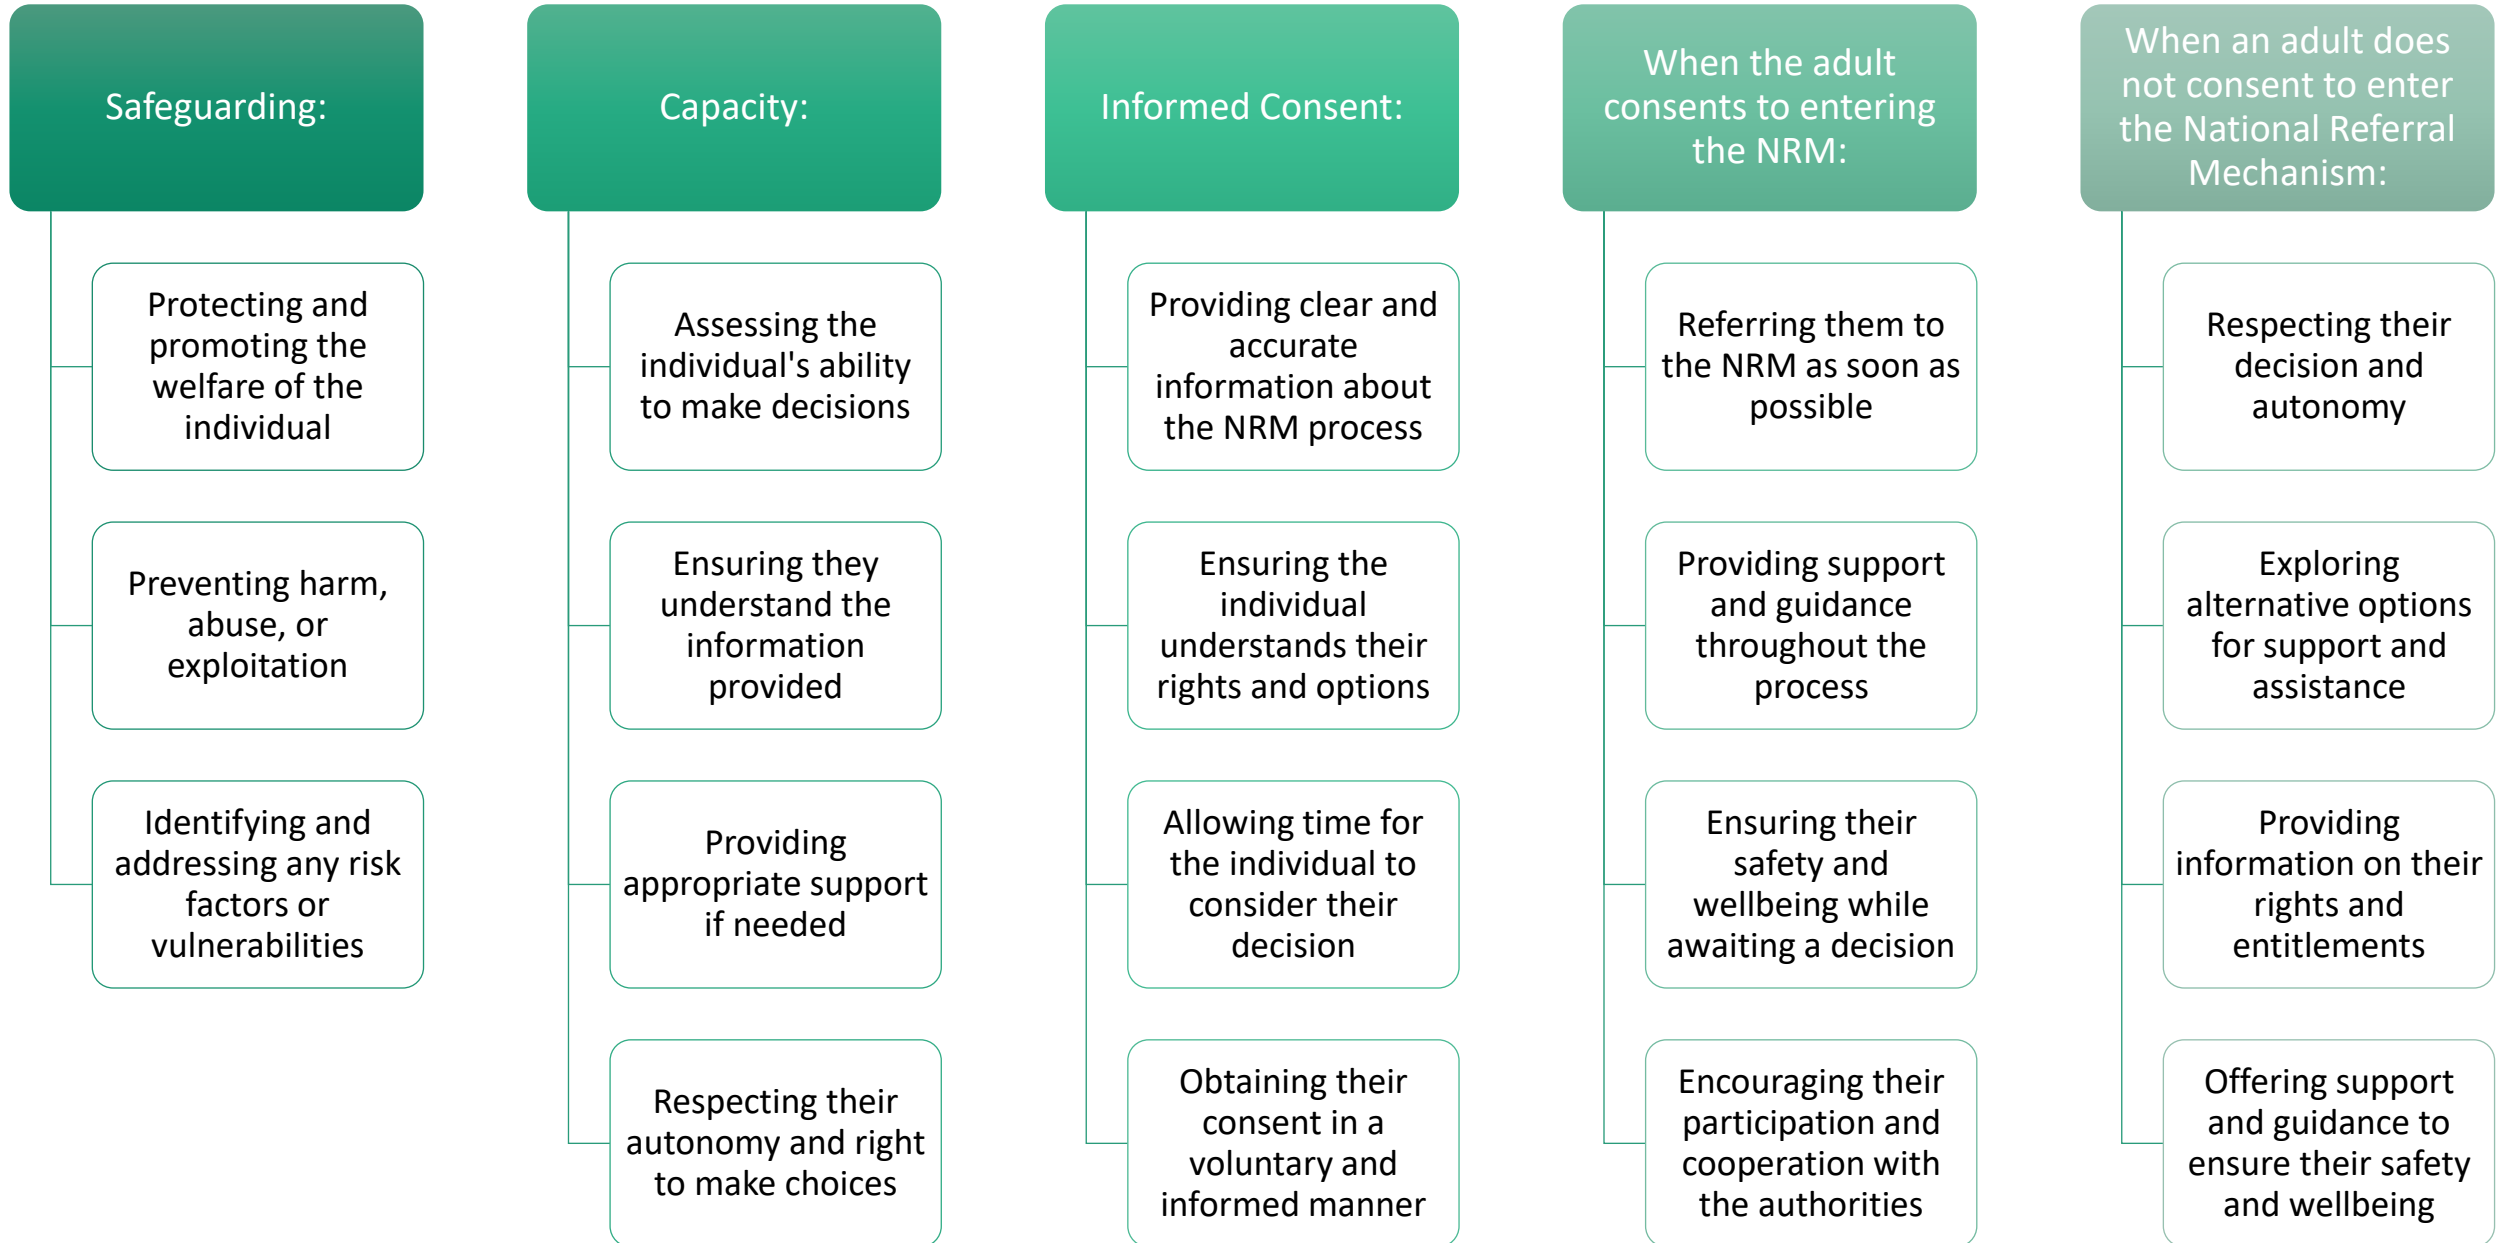 Safeguarding:
Protecting and
promoting the
welfare of the
individual
Preventing harm,
abuse, or
exploitation
Identifying and
addressing any risk
factors or
vulnerabilities
Capacity:
Assessing the
individual's ability
to make decisions
Ensuring they
understand the
information
provided
Providing
appropriate support
if needed
Respecting their
autonomy and right
to make choices
Informed Consent:
Providing clear and
accurate
information about
the NRM process
Ensuring the
individual
understands their
rights and options
Allowing time for
the individual to
consider their
decision
Obtaining their
consent in a
voluntary and
informed manner
When the adult
consents to entering
the NRM:
Referring them to
the NRM as soon as
possible
Providing support
and guidance
throughout the
process
Ensuring their
safety and
wellbeing while
awaiting a decision
Encouraging their
participation and
cooperation with
the authorities
When an adult does
not consent to enter
the National Referral
Mechanism:
Respecting their
decision and
autonomy
Exploring
alternative options
for support and
assistance
Providing
information on their
rights and
entitlements
Offering support
and guidance to
ensure their safety
and wellbeing